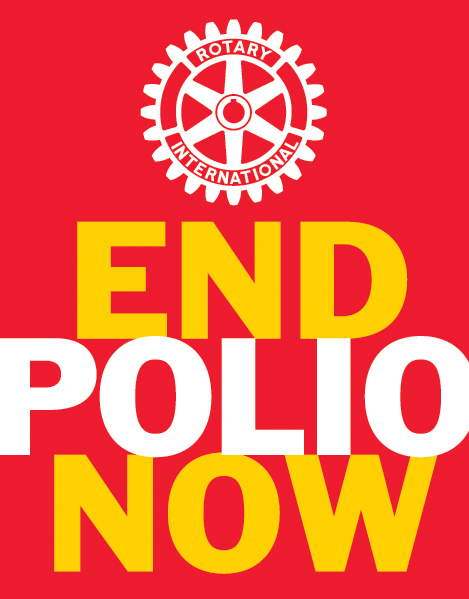 ROTARY
INTERNATIONAL
END
POLIO
NOW